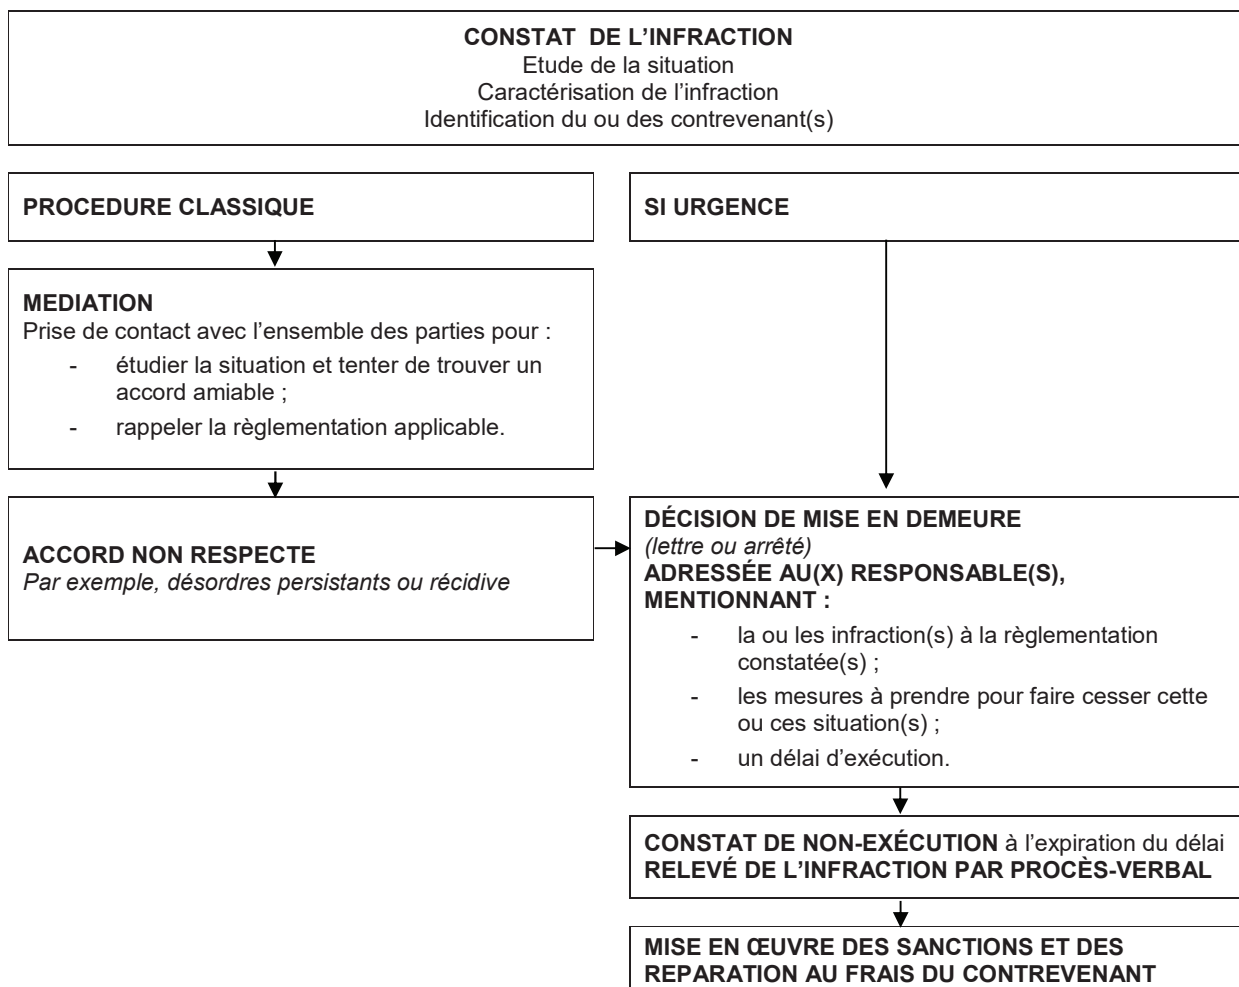 CONSTAT DE L’INFRACTION
Etude de la situation
Caractérisation de l’infraction
Identification du ou des contrevenant(s)
PROCEDURE CLASSIQUE
SI URGENCE
MEDIATION
Prise de contact avec l’ensemble des parties pour :
- étudier la situation et tenter de trouver un
accord amiable ;
- rappeler la règlementation applicable.
ACCORD NON RESPECTE
Par exemple, désordres persistants ou récidive
DÉCISION DE MISE EN DEMEURE
(lettre ou arrêté)
ADRESSÉE AU(X) RESPONSABLE(S),
MENTIONNANT :
- la ou les infraction(s) à la règlementation
constatée(s) ;
- les mesures à prendre pour faire cesser cette
ou ces situation(s) ;
- un délai d’exécution.
CONSTAT DE NON-EXÉCUTION à l’expiration du délai
RELEVÉ DE L’INFRACTION PAR PROCÈS-VERBAL
MISE EN ŒUVRE DES SANCTIONS ET DES
REPARATION AU FRAIS DU CONTREVENANT